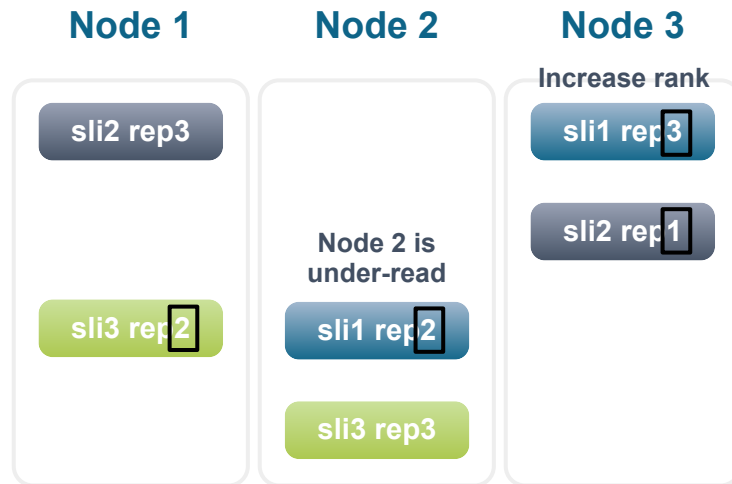 Node 1
Node 2
Node 3
Increase rank
sli2 rep3
sli1 rep3
sli2 rep1
Node 2 is
under-read
sli3 rep2
sli1 rep2
sli3 rep3